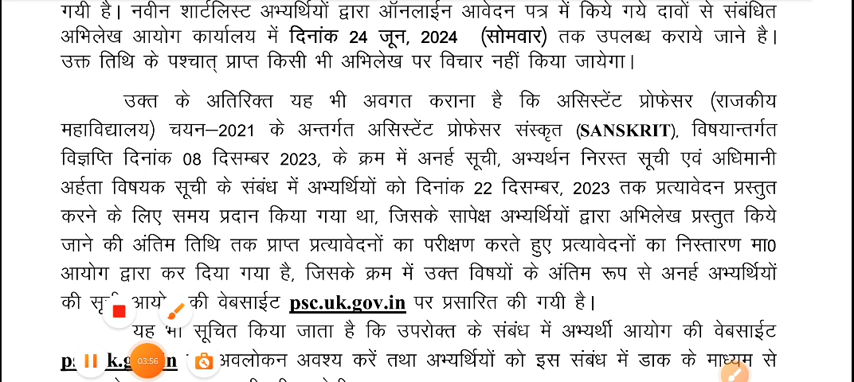 गयी है। नवीन शार्टलिस्ट अभ्यर्थियों द्वारा ऑनलाईन आवेदन पत्र में किये गये दावों से संबंधित
अभिलेख आयोग कार्यालय में दिनांक 24 जून, 2024 (सोमवार) तक उपलब्ध कराये जाने है।
उक्त तिथि के पश्चात् प्राप्त किसी भी अभिलेख पर विचार नहीं किया जायेगा।
उक्त के अतिरिक्त यह भी अवगत कराना है कि असिस्टेंट प्रोफेसर (राजकीय
महाविद्यालय) चयन–2021 के अन्तर्गत असिस्टेंट प्रोफेसर संस्कृत (SANSKRIT), विषयान्तर्गत
विज्ञप्ति दिनांक 08 दिसम्बर 2023, के क्रम में अनर्ह सूची, अभ्यर्थन निरस्त सूची एवं अधिमानी
अर्हता विषयक सूची के संबंध में अभ्यर्थियों को दिनांक 22 दिसम्बर, 2023 तक प्रत्यावेदन प्रस्तुत
करने के लिए समय प्रदान किया गया था, जिसके सापेक्ष अभ्यर्थियों द्वारा अभिलेख प्रस्तुत किये
जाने की अंतिम तिथि तक प्राप्त प्रत्यावेदनों का परीक्षण करते हुए प्रत्यावेदनों का निस्तारण मा0
आयोग द्वारा कर दिया गया है, जिसके क्रम में उक्त विषयों के अंतिम रूप से अनर्ह अभ्यर्थियों
की की वेबसाईट psc.uk.gov.in पर प्रसारित की गयी है।
यह भी सूचित किया जाता है कि उपरोक्त के संबंध में अभ्यर्थी आयोग की वेबसाईट
03:56 अवलोकन अवश्य करें तथा अभ्यर्थियों को इस संबंध में डाक के माध्यम से